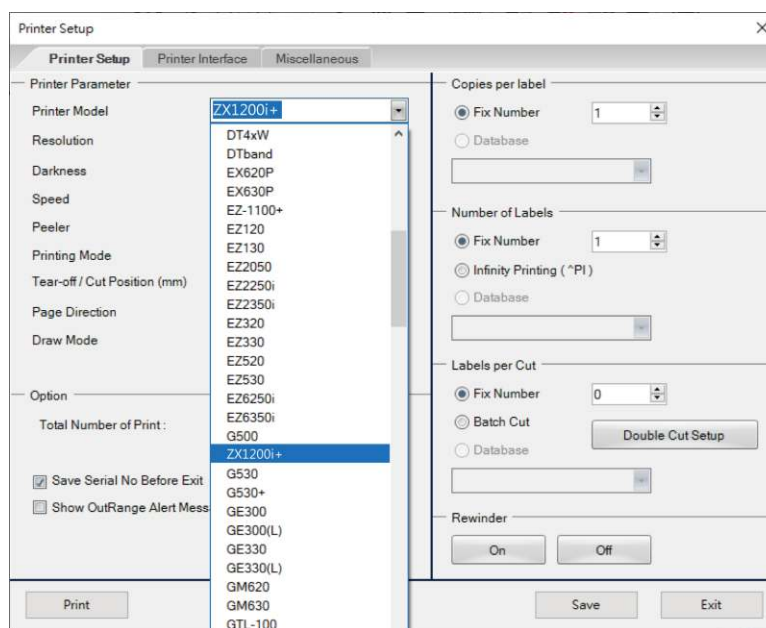 Printer Setup
Printer Setup
Printer Interface
Miscellaneous
Printer Parameter
Printer Model
ZX1200i+
Resolution
Darkness
Speed
Peeler
Printing Mode
Tear-off / Cut Position (mm)
Page Direction
Draw Mode
DT4xW
DTband
EX620P
EX630P
EZ-1100+
EZ120
EZ130
EZ2050
EZ2250i
EZ2350i
EZ320
EZ330
EZ520
EZ530
EZ6250i
EZ6350i
G500
ZX1200i+
G530
G530+
GE300
GE300(L)
GE330
GE330(L)
GM620
GM630
GTL-100
Option
Total Number of Print :
Save Serial No Before Exit
Show OutRange Alert Mess
Copies per label
Fix Number
1
Database
Number of Labels
Fix Number
1
Infinity Printing ( ^PI )
Database
Labels per Cut
Fix Number
0
Batch Cut
Double Cut Setup
Database
Rewinder
On
Off
Print
Save
Exit